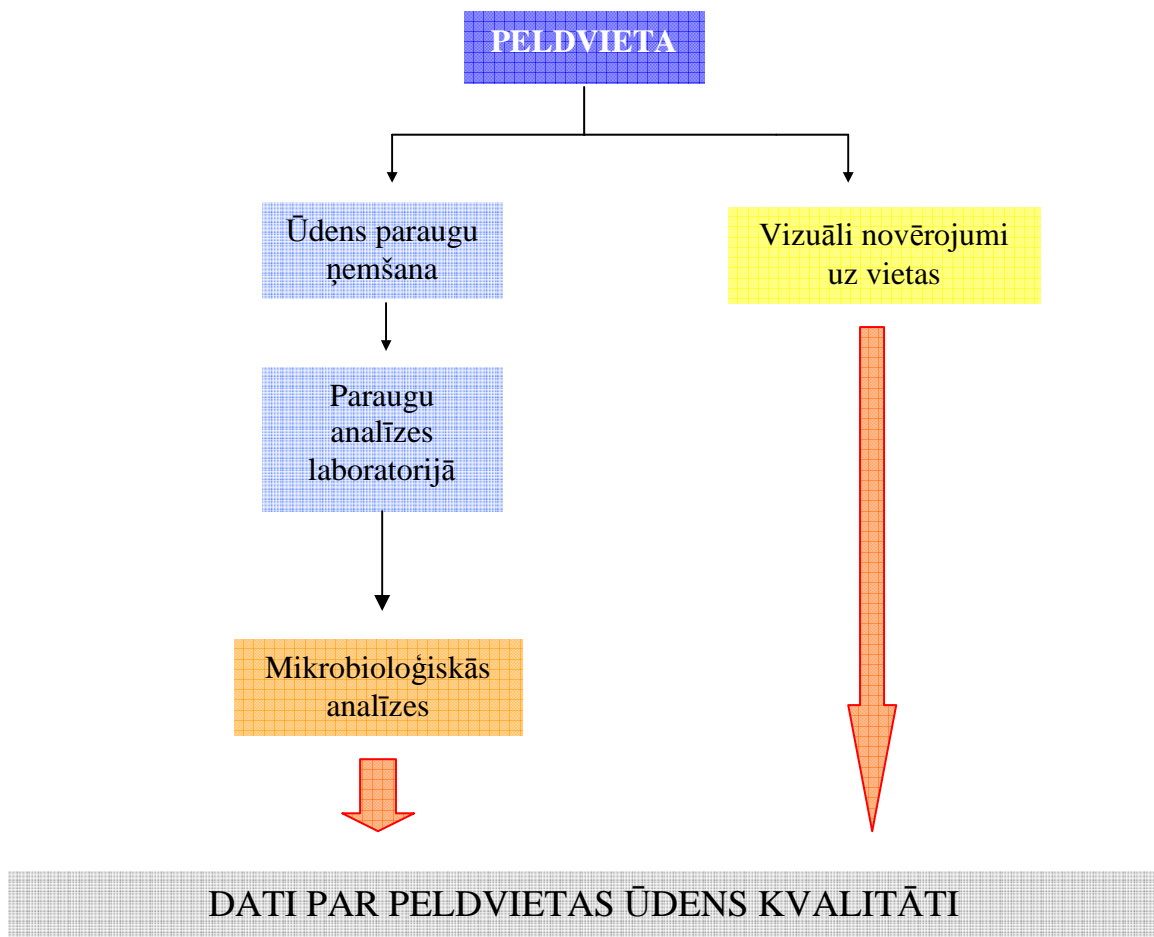 PELDVIETA
Ūdens paraugu
ņemšana
Vizuāli novērojumi
uz vietas
Paraugu
analīzes
laboratorijā
Mikrobioloģiskās
analīzes
DATI PAR PELDVIETAS ŪDENS KVALITĀTI